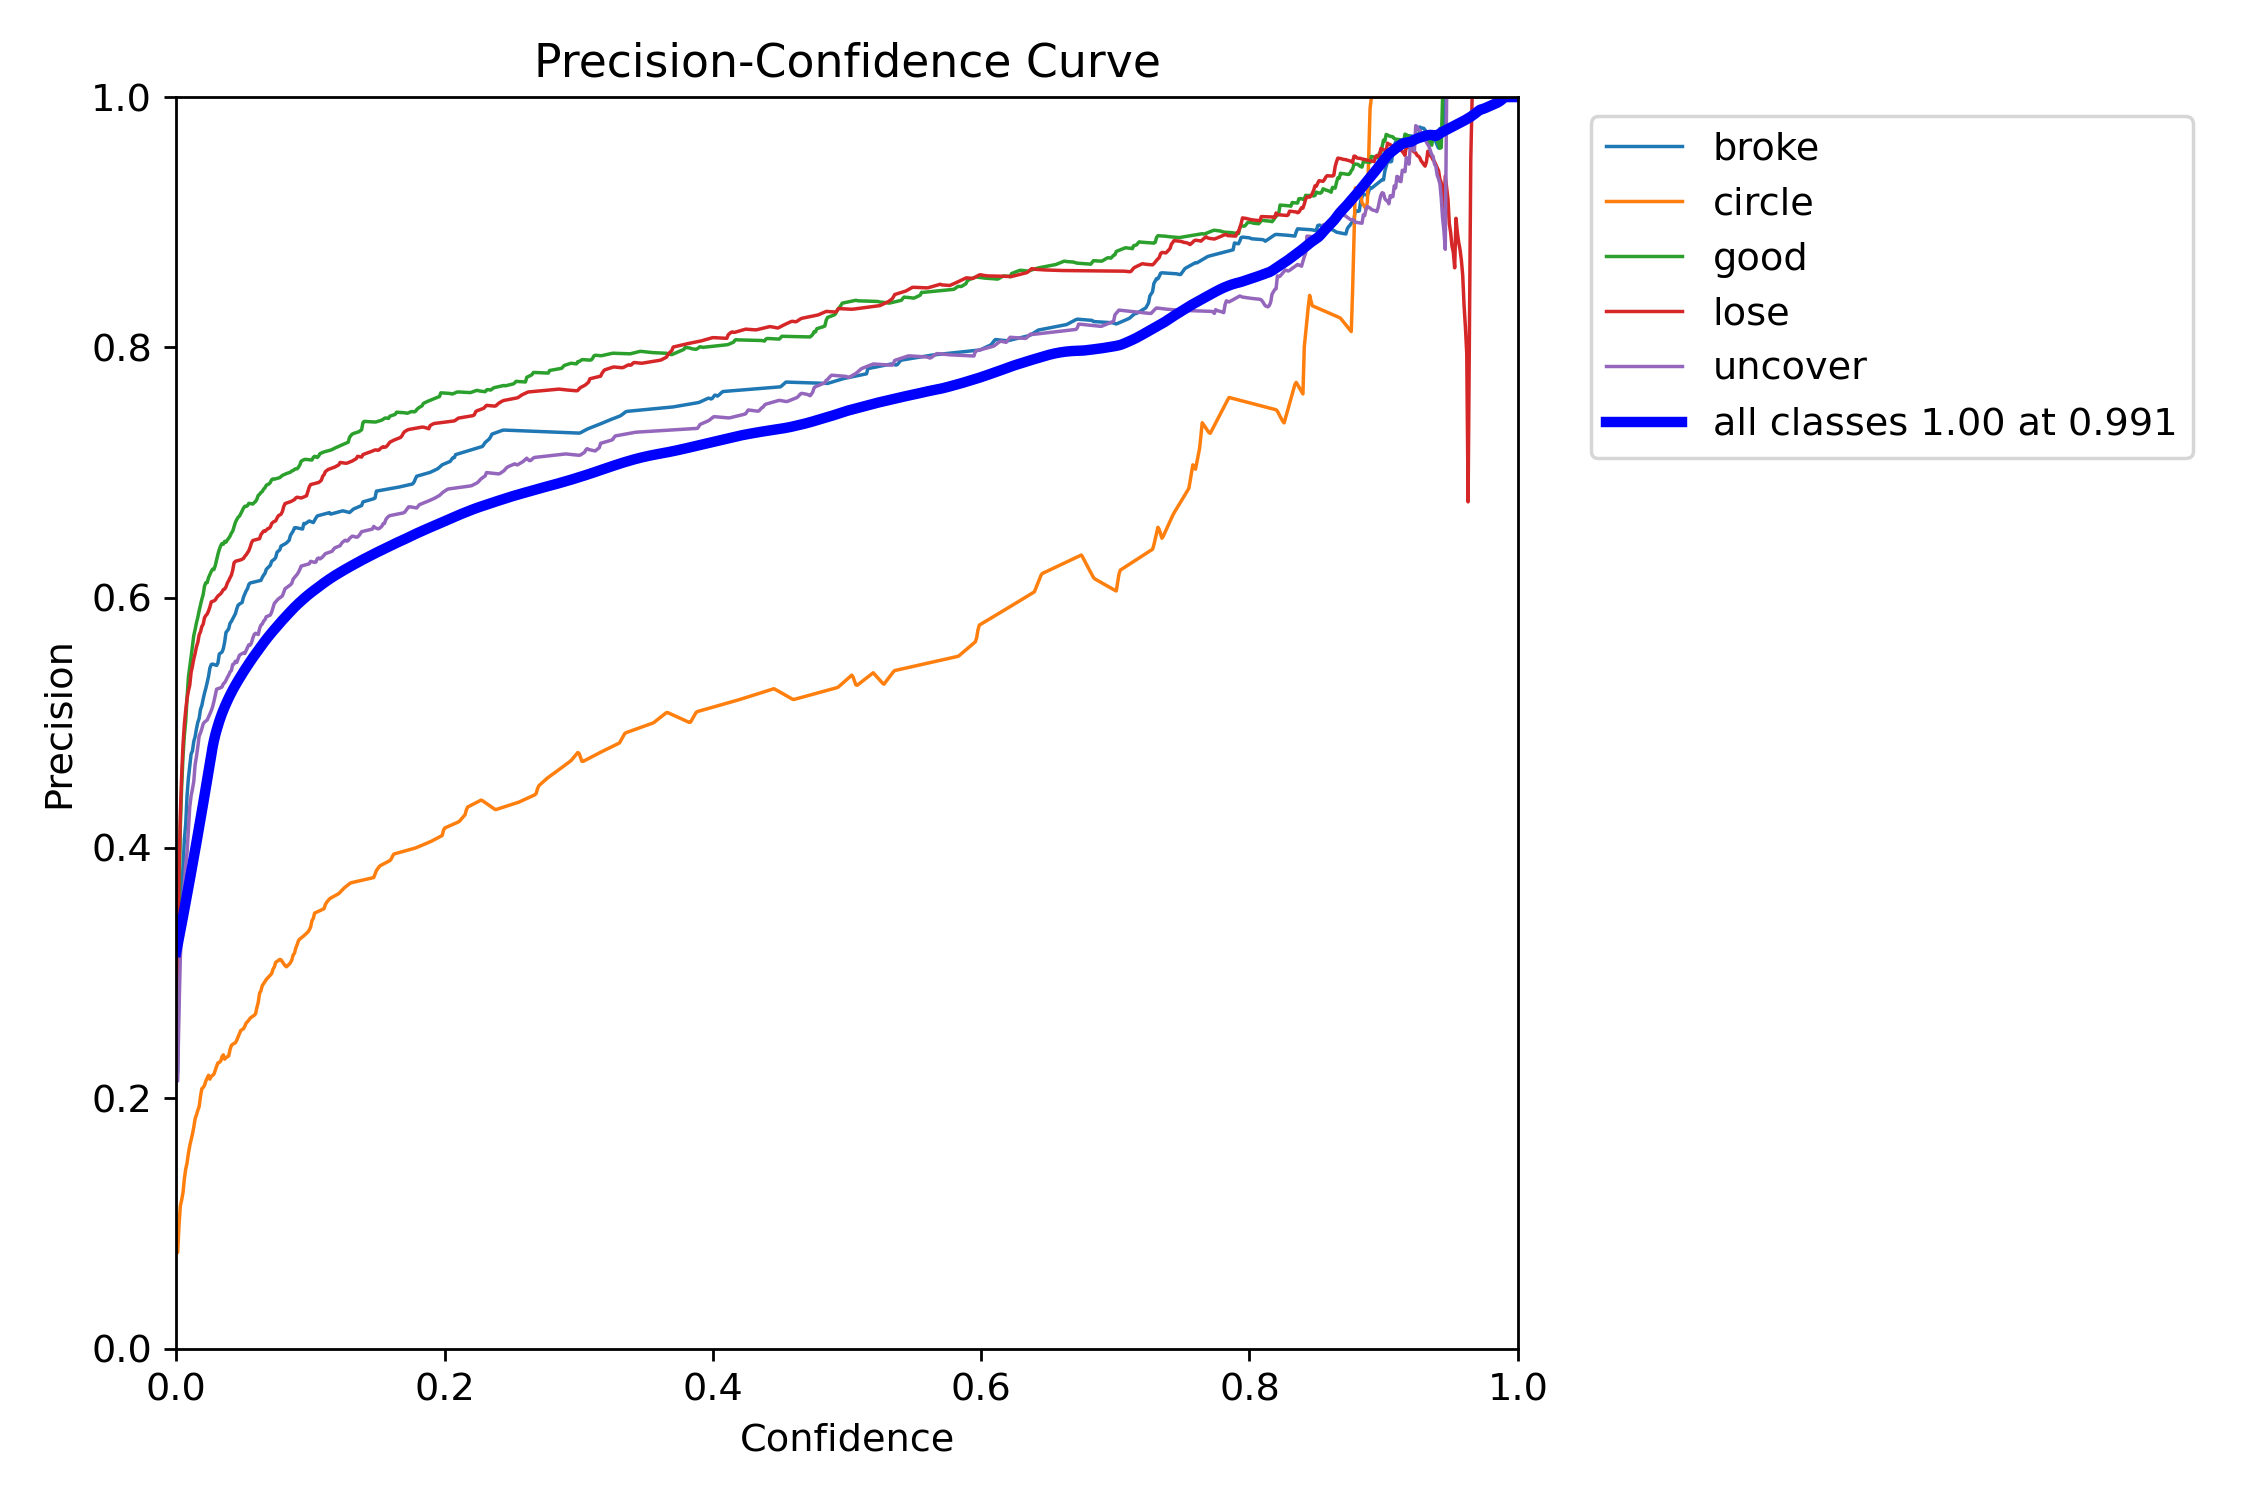 Precision-Confidence Curve
1.0
0.8
0.6
0.4
0.2
0.0
Precision
0.0 0.2 0.4 0.6 0.8 1.0
Confidence
broke
circle
good
lose
uncover
all classes 1.00 at 0.991